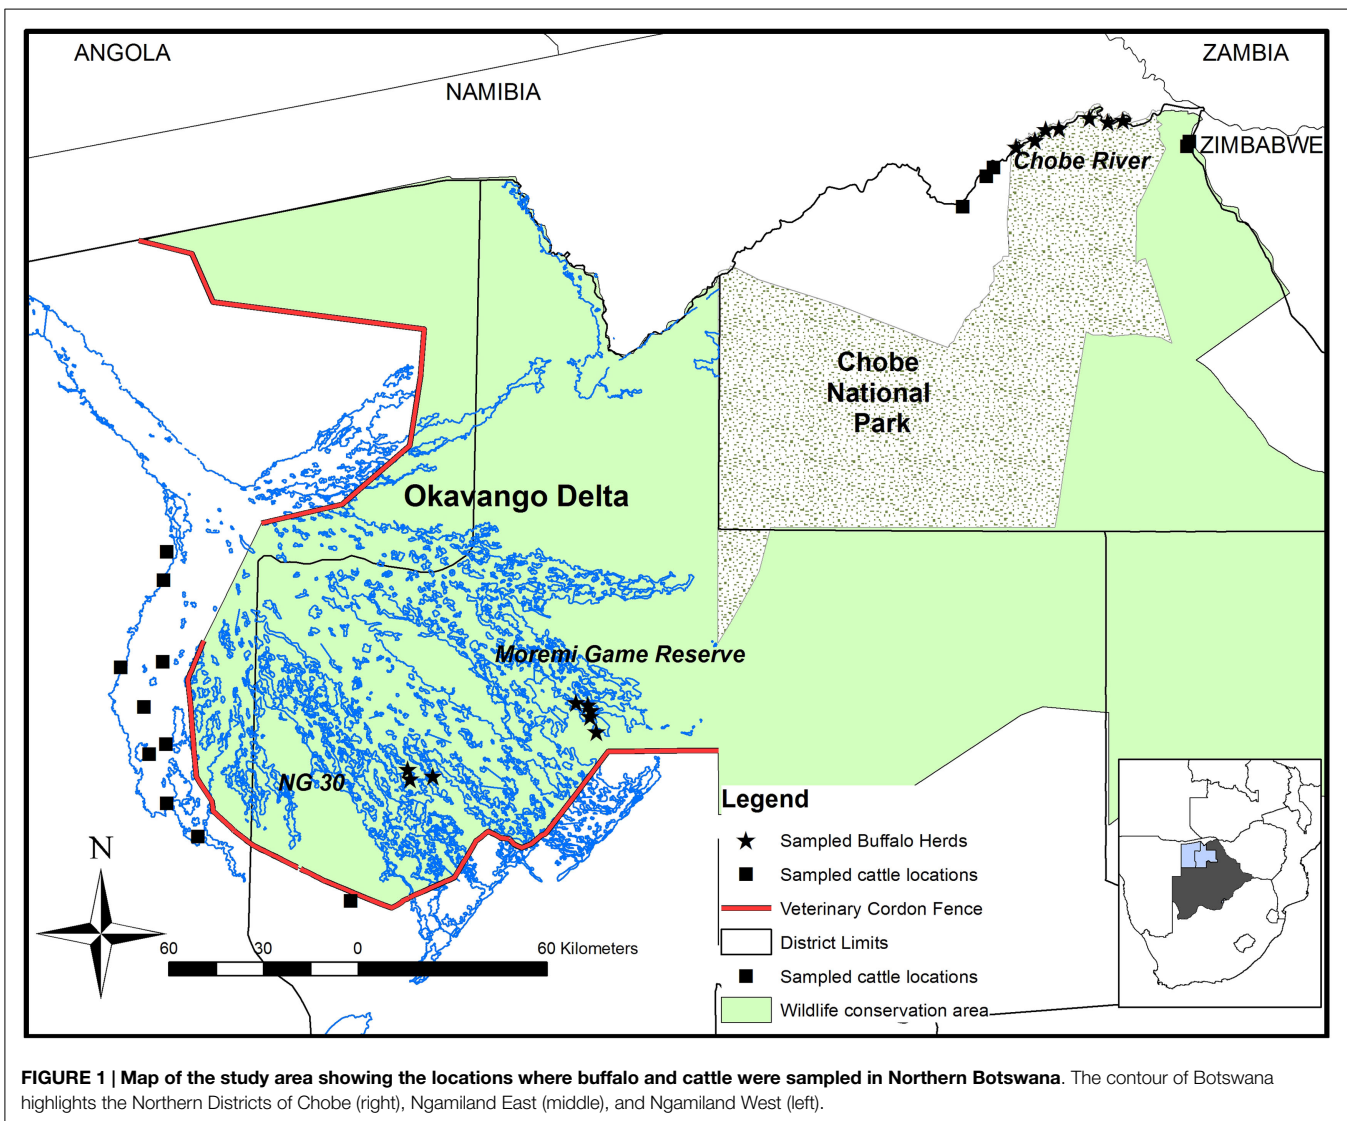 ANGOLA
ZAMBIA
NAMIBIA
ZIMBABWE
Chobe River
Chobe
National
Park
Okavango Delta
Moremi Game Reserve
NG 30
Legend
Sampled Buffalo Herds
Sampled cattle locations
Veterinary Cordon Fence
District Limits
Sampled cattle locations
Wildlife conservation area
N
60 30 0 60 Kilometers
FIGURE 1 | Map of the study area showing the locations where buffalo and cattle were sampled in Northern Botswana. The contour of Botswana
highlights the Northern Districts of Chobe (right), Ngamiland East (middle), and Ngamiland West (left).